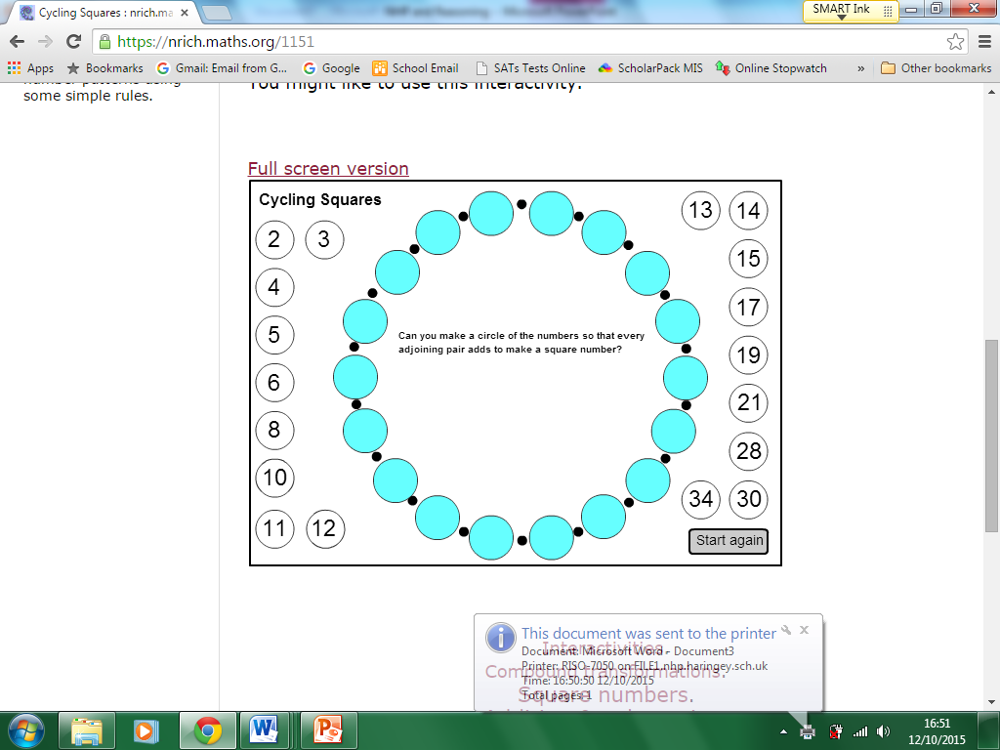 Cycling Squares : nrich.ma
SMART Ink
https://nrich.maths.org/1151
Apps Bookmarks Gmail: Email from G... Google School Email SATs Tests Online ScholarPack MIS Online Stopwatch » Other bookmarks
number patterns using
some simple rules.
You might like to use this interactivity.
Full screen version
Cycling Squares
2 3
4
5
6
8
10
11 12
Can you make a circle of the numbers so that every
adjoining pair adds to make a square number?
13 14
15
17
19
21
28
34 30
Start again
This document was sent to the printer
Document: Microsoft Word - Document3
Printer: RISO-7050 on FILE1.nhp.haringey.sch.uk
Time: 16:50:50 12/10/2015
Total pages: 1
Interactivities.
Combining transformations.
Square numbers.
16:51
12/10/2015